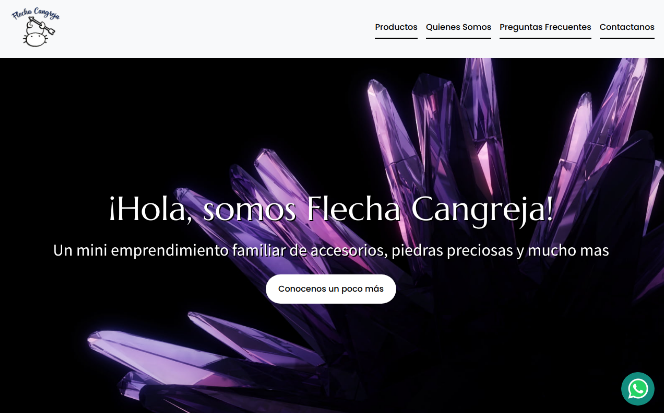 Flecha Cangreja
Productos Quienes Somos Preguntas Frecuentes Contactanos
¡Hola, somos Flecha Cangreja!
Un mini emprendimiento familiar de accesorios, piedras preciosas y mucho mas
Conocenos un poco más